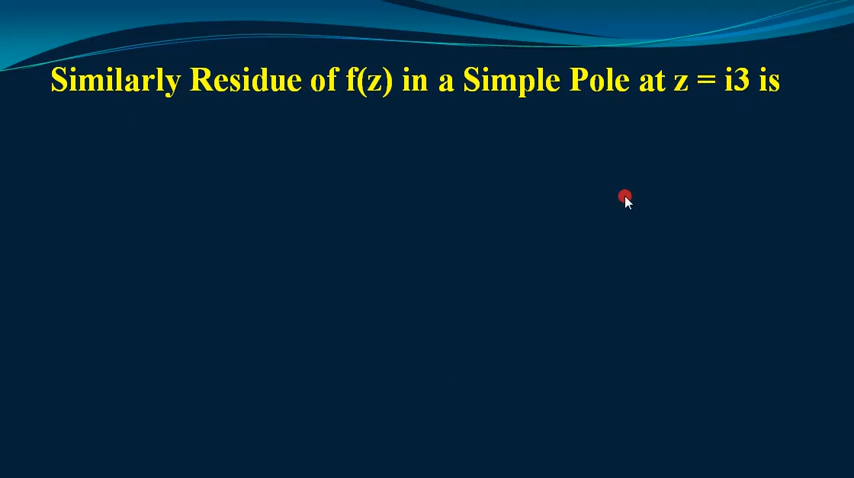 Similarly Residue of f(z) in a Simple Pole at z = i3 is